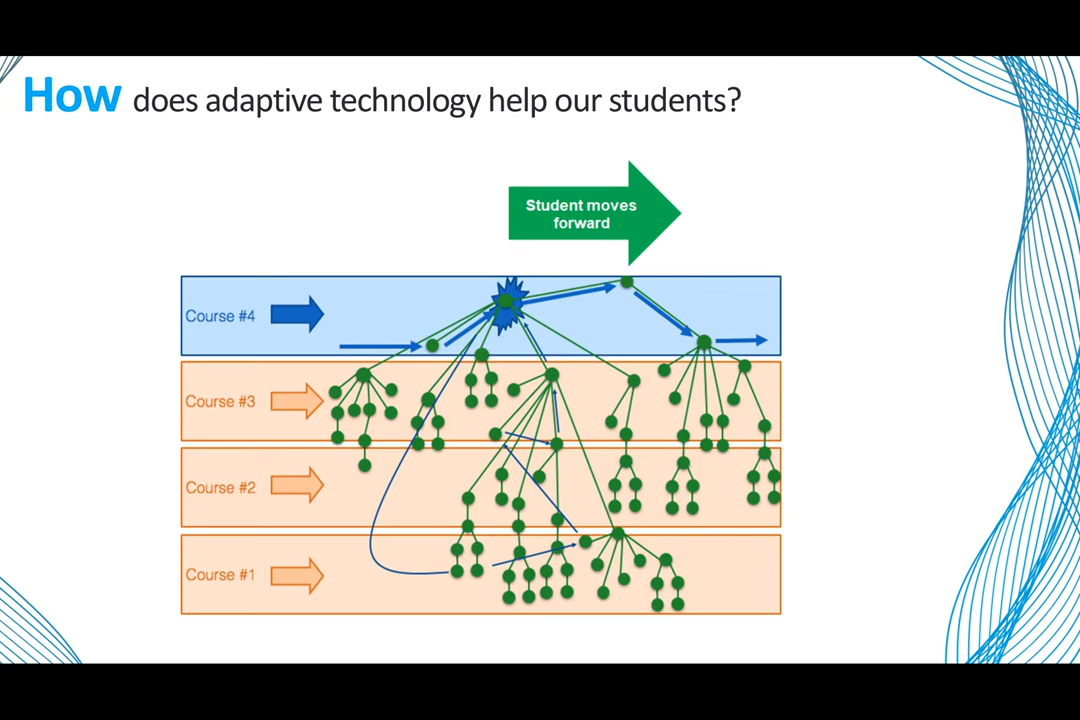 How does adaptive technology help our students?
Student moves
forward
Course #4
Course #3
Course #2
Course #1